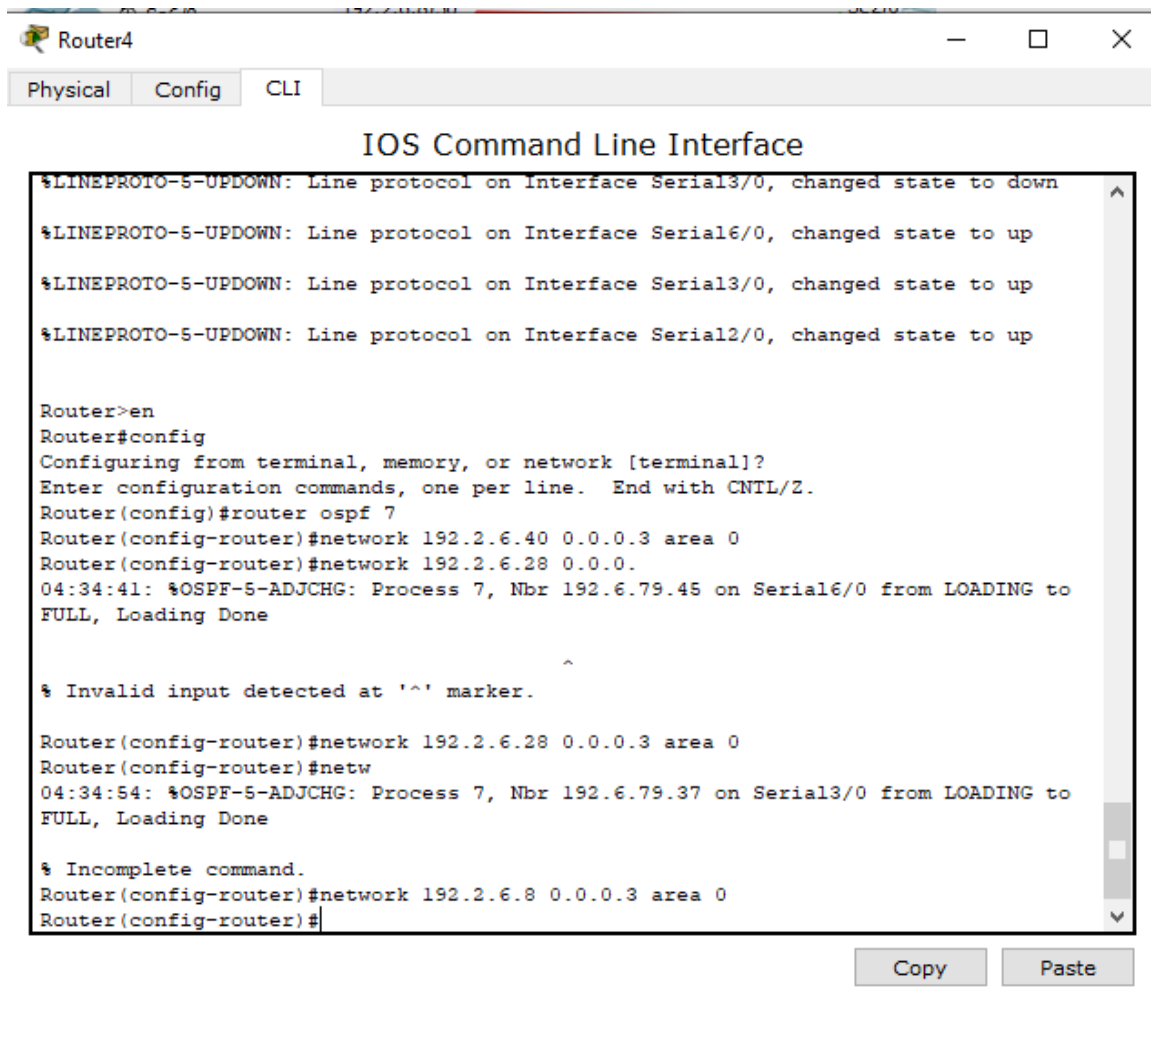 Router4
Physical Config CLI
IOS Command Line Interface
%LINEPROTO-5-UPDOWN: Line protocol on Interface Serial3/0, changed state to down
%LINEPROTO-5-UPDOWN: Line protocol on Interface Serial6/0, changed state to up
%LINEPROTO-5-UPDOWN: Line protocol on Interface Serial3/0, changed state to up
%LINEPROTO-5-UPDOWN: Line protocol on Interface Serial2/0, changed state to up
Router>en
Router#config
Configuring from terminal, memory, or network [terminal]?
Enter configuration commands, one per line.  End with CNTL/Z.
Router(config)#router ospf 7
Router(config-router)#network 192.2.6.40 0.0.0.3 area 0
Router(config-router)#network 192.2.6.28 0.0.0.
04:34:41: %OSPF-5-ADJCHG: Process 7, Nbr 192.6.79.45 on Serial6/0 from LOADING to
FULL, Loading Done
^
% Invalid input detected at '^' marker.
Router(config-router)#network 192.2.6.28 0.0.0.3 area 0
Router(config-router)#netw
04:34:54: %OSPF-5-ADJCHG: Process 7, Nbr 192.6.79.37 on Serial3/0 from LOADING to
FULL, Loading Done
% Incomplete command.
Router(config-router)#network 192.2.6.8 0.0.0.3 area 0
Router(config-router)#
Copy Paste